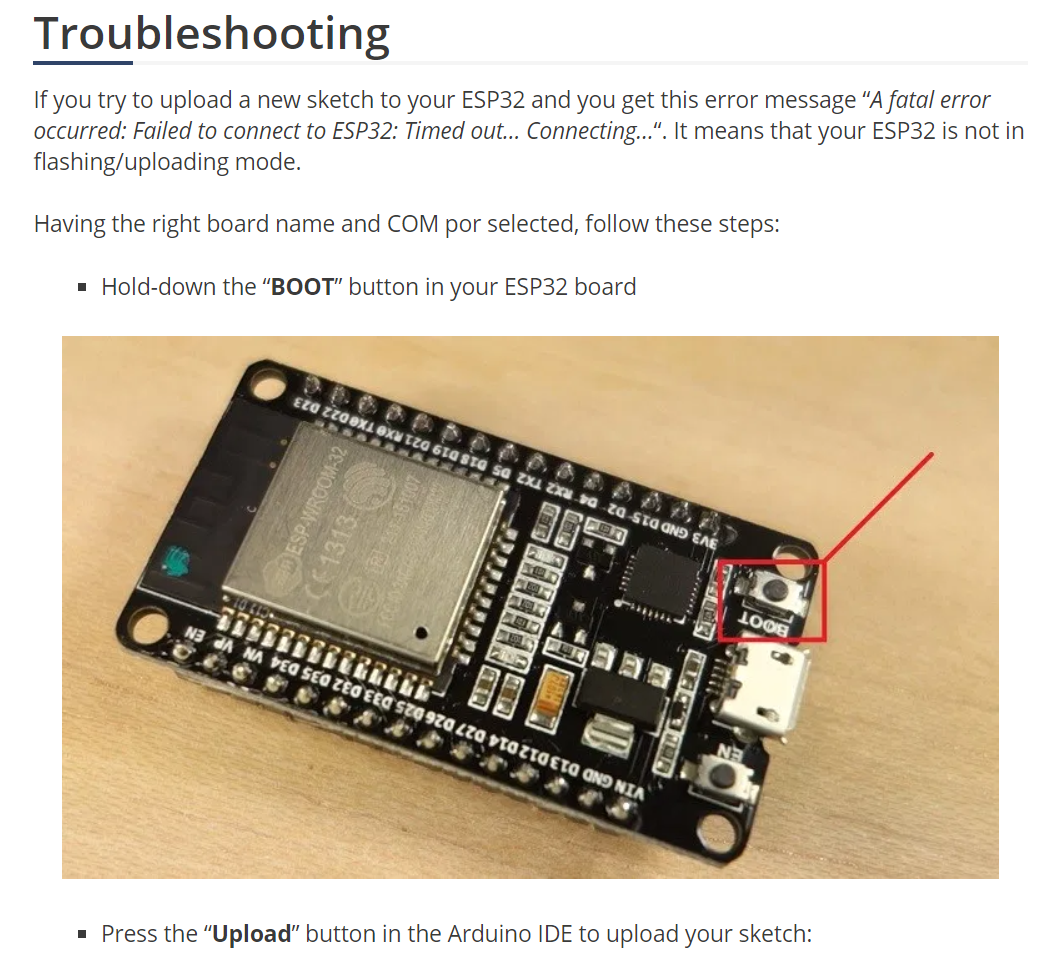 Troubleshooting
If you try to upload a new sketch to your ESP32 and you get this error message “A fatal error
occurred: Failed to connect to ESP32: Timed out... Connecting...“. It means that your ESP32 is not in
flashing/uploading mode.
Having the right board name and COM por selected, follow these steps:
▪ Hold-down the “BOOT” button in your ESP32 board
D23 D22 TX0 RX0 D21 D19 D18 D5 TX2 RX2 D4 D2 D15 GND 3V3
ESP-WROOM-32
CE 1313
BOOT
EN VP VN D34 D35 D32 D33 D25 D26 D27 D14 D12 D13 GND VIN
EN
▪ Press the “Upload” button in the Arduino IDE to upload your sketch: